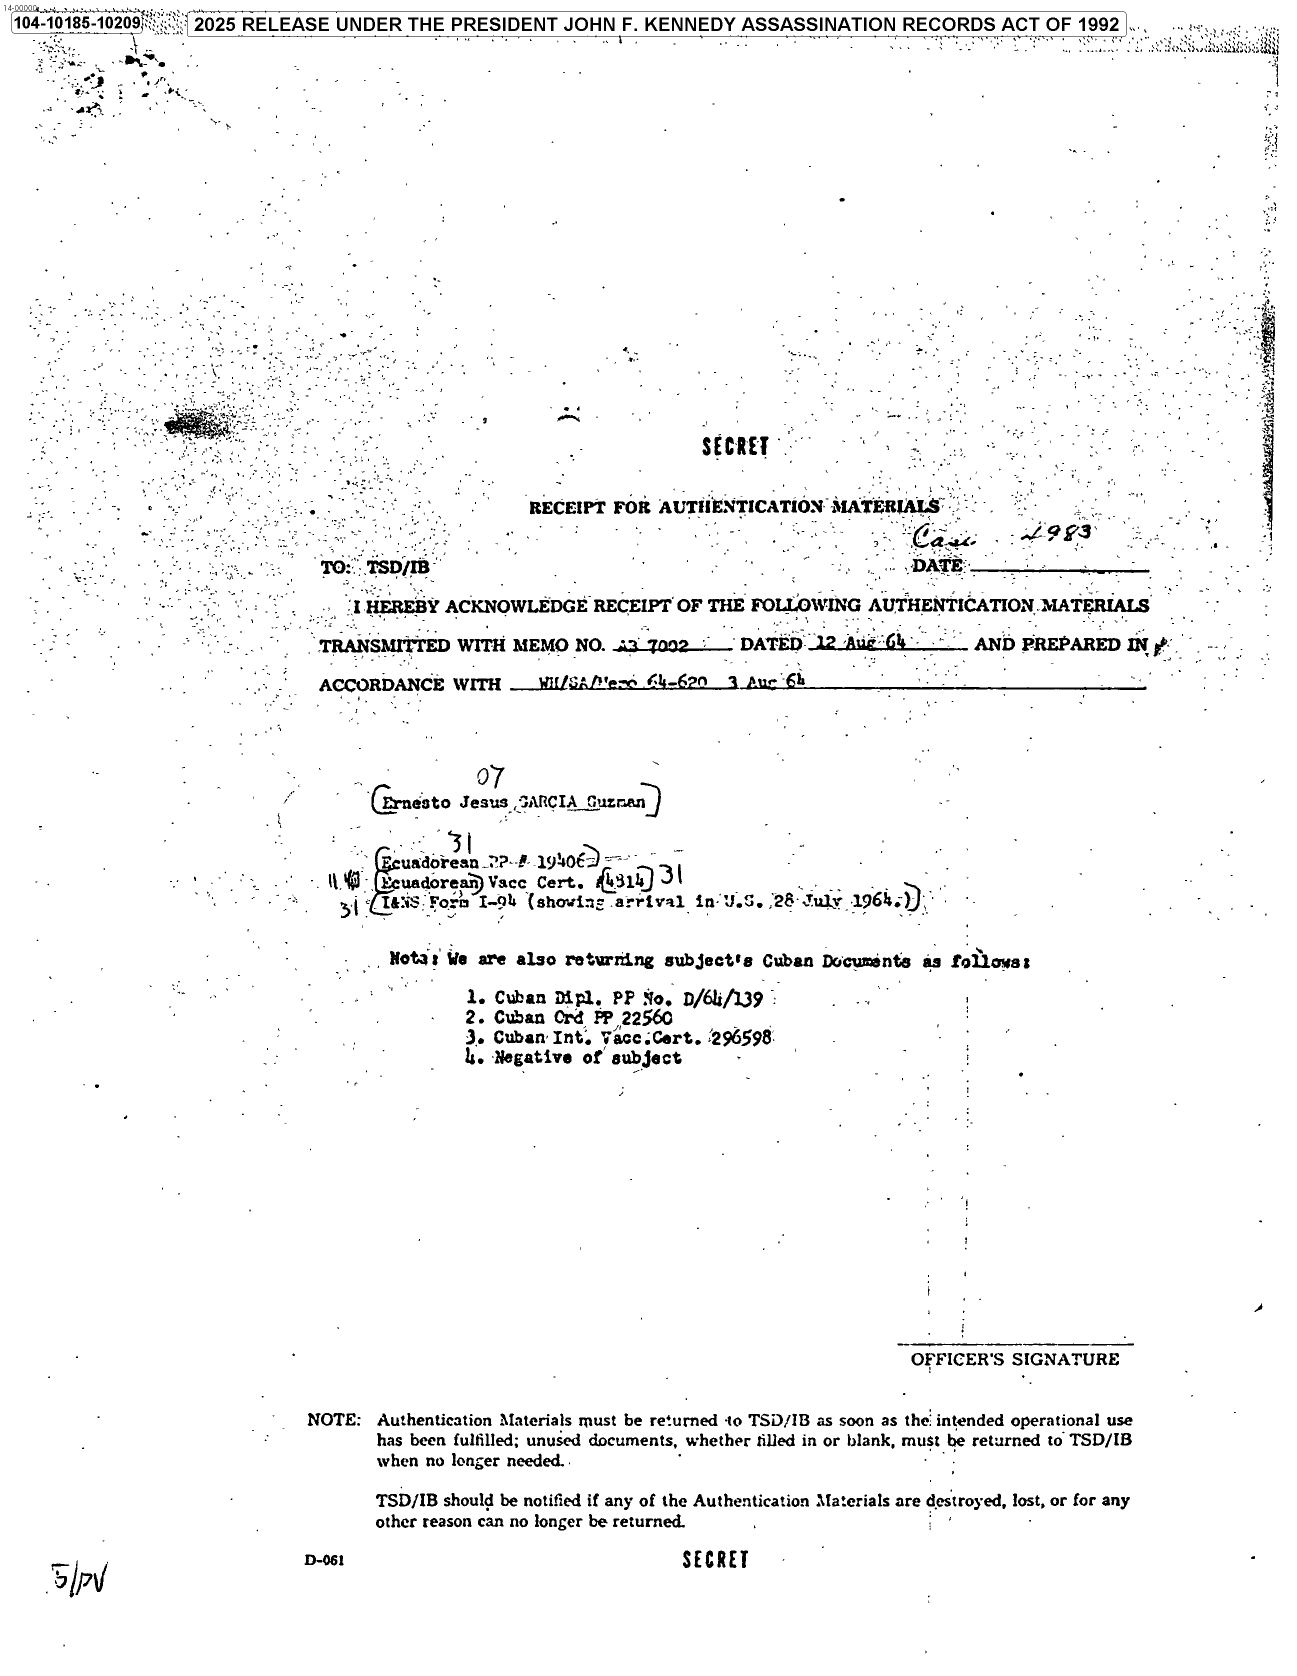 14-00000
104-10185-10209
2025 RELEASE UNDER THE PRESIDENT JOHN F. KENNEDY ASSASSINATION RECORDS ACT OF 1992
SECRET
RECEIPT FOR AUTHENTICATION MATERIALS
Case 4983
TO: TSD/IB DATE
I HEREBY ACKNOWLEDGE RECEIPT OF THE FOLLOWING AUTHENTICATION MATERIALS
TRANSMITTED WITH MEMO NO. A3 7002 DATED 12 Aug 64 AND PREPARED IN
ACCORDANCE WITH WH/SA/Memo 64-620 3 Aug 64
07
(Ernesto Jesus GARCIA Guzman)
31
(Ecuadorean PP # 19406)
(Ecuadorean) Vacc Cert. #(4314) 31
31 (I&NS Form I-94 (showing arrival in U.S. 28 July 1964.))
Note: We are also returning subject's Cuban Documents as follows:
1. Cuban Dipl. PP No. D/64/139
2. Cuban Ord PP 22560
3. Cuban Int. Vacc.Cert. 296598
4. Negative of subject
OFFICER'S SIGNATURE
NOTE: Authentication Materials must be returned to TSD/IB as soon as the intended operational use
has been fulfilled; unused documents, whether filled in or blank, must be returned to TSD/IB
when no longer needed.
TSD/IB should be notified if any of the Authentication Materials are destroyed, lost, or for any
other reason can no longer be returned.
D-061 SECRET
5/PV